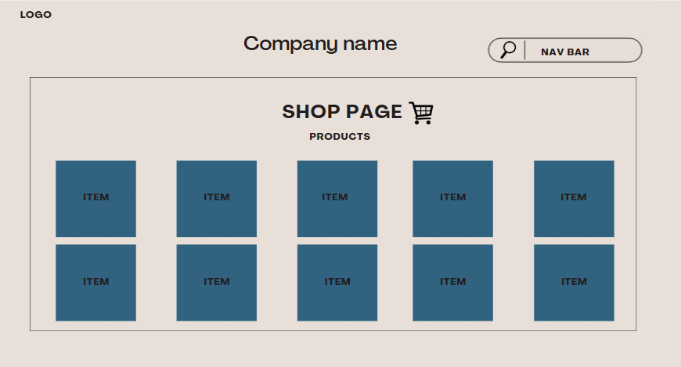 LOGO
Company name
NAV BAR
SHOP PAGE
PRODUCTS
ITEM ITEM ITEM ITEM ITEM
ITEM ITEM ITEM ITEM ITEM